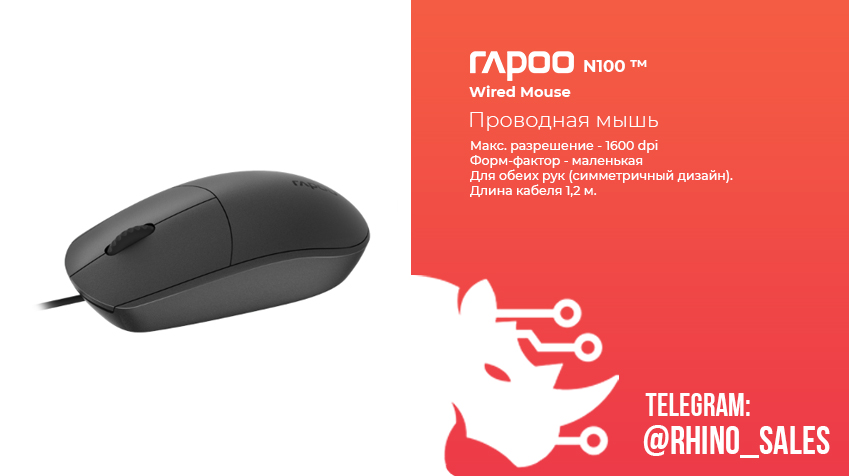 rapoo N100 ™
Wired Mouse
Проводная мышь
Макс. разрешение - 1600 dpi
Форм-фактор - маленькая
Для обеих рук (симметричный дизайн).
Длина кабеля 1,2 м.
rapoo
TELEGRAM:
@RHINO_SALES